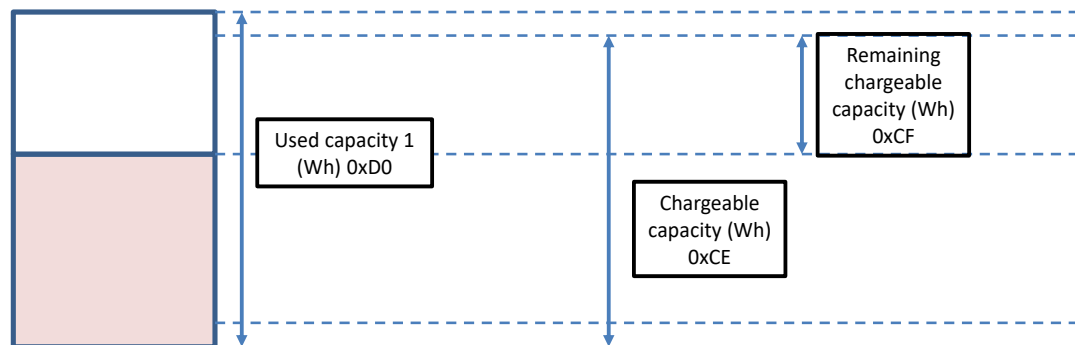 Used capacity 1
(Wh) 0xD0
Remaining
chargeable
capacity (Wh)
0xCF
Chargeable
capacity (Wh)
0xCE